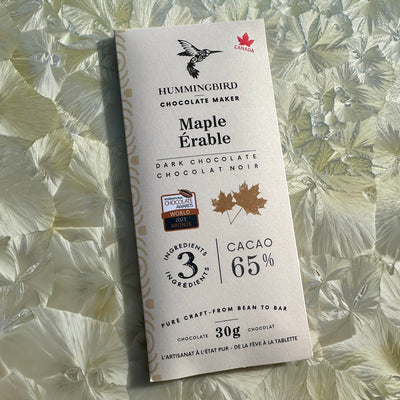 CANADA
HUMMINGBIRD
CHOCOLATE MAKER
Maple
Érable
DARK CHOCOLATE
CHOCOLAT NOIR
CHOCOLATE
AWARDS
WORLD
BRONZE
INGREDIENTS
3
INGRÉDIENTS
CACAO
65%
PURE CRAFT-FROM BEAN TO BAR
CHOCOLATE 30g CHOCOLAT
L'ARTISANAT À L'ÉTAT PUR - DE LA FÈVE À LA TABLETTE